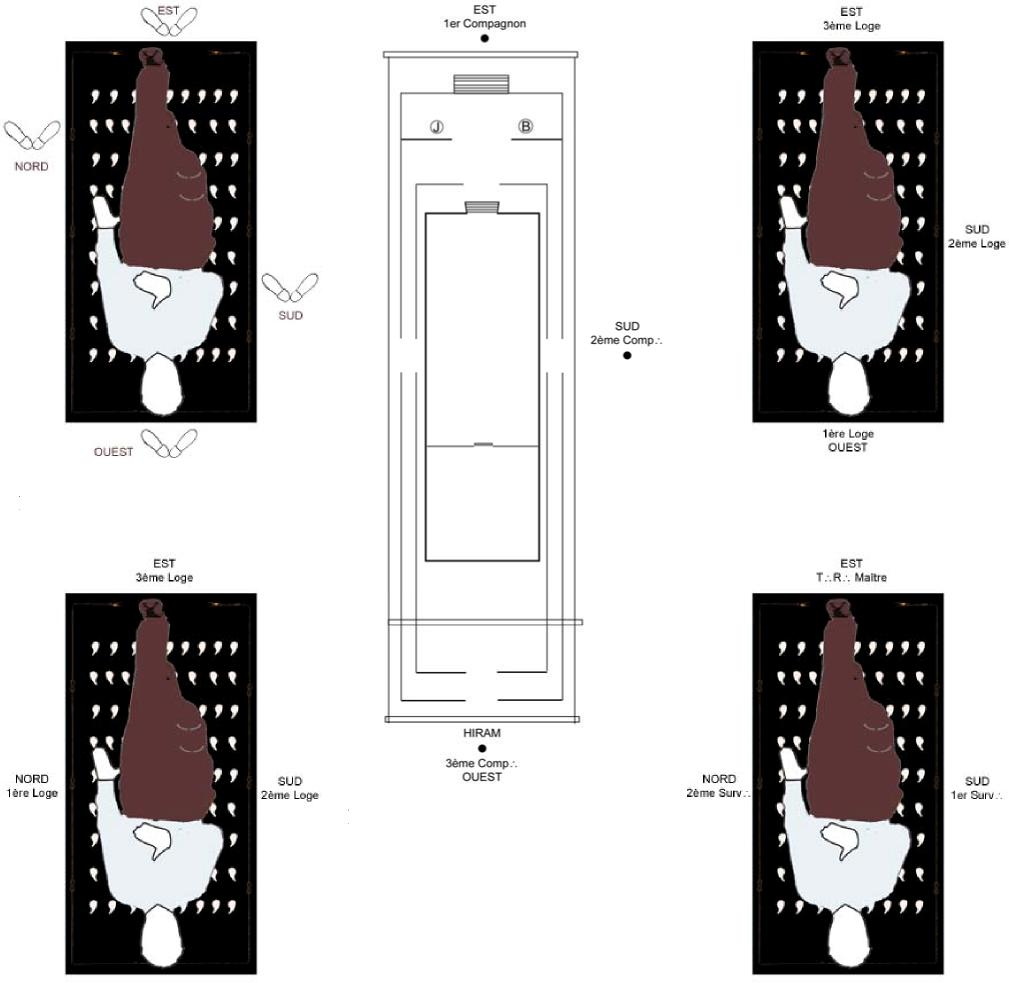 EST
NORD
SUD
OUEST
EST
1er Compagnon
J
B
SUD
2ème Comp∴
HIRAM
3ème Comp∴
OUEST
EST
3ème Loge
SUD
2ème Loge
1ère Loge
OUEST
EST
3ème Loge
NORD
1ère Loge
SUD
2ème Loge
EST
T∴R∴ Maître
NORD
2ème Surv∴
SUD
1er Surv∴